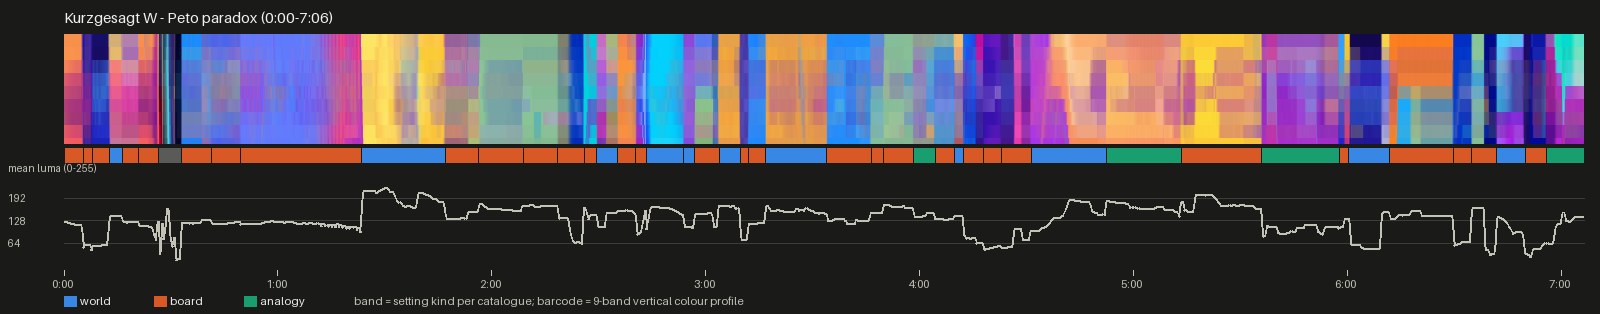 Kurzgesagt W - Peto paradox (0:00-7:06)
mean luma (0-255)
192
128
64
0:00 1:00 2:00 3:00 4:00 5:00 6:00 7:00
world board analogy band = setting kind per catalogue; barcode = 9-band vertical colour profile